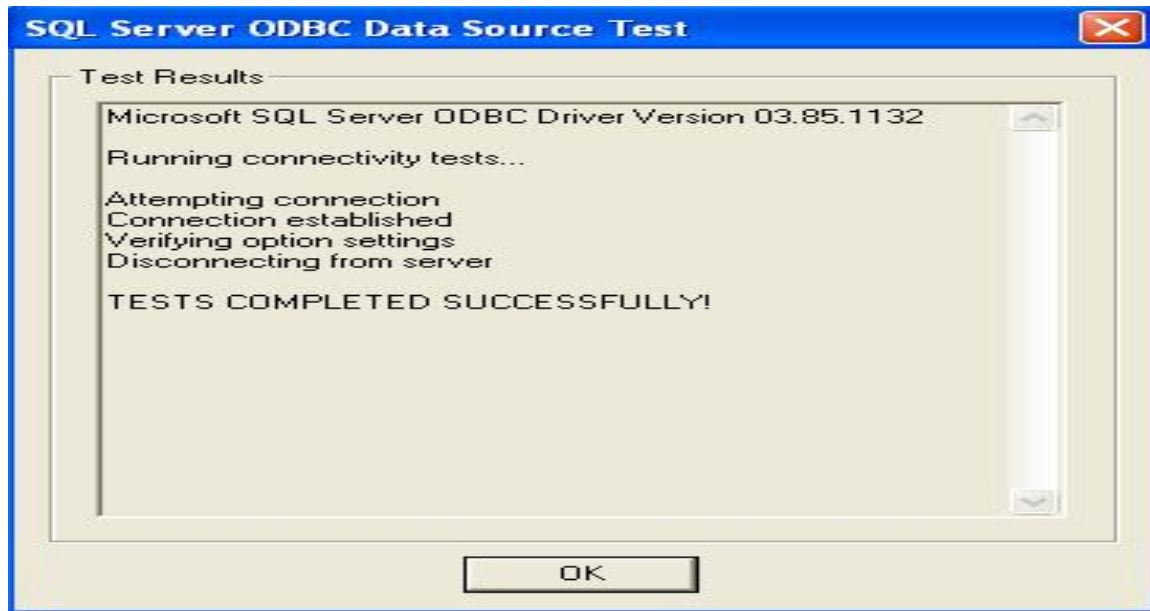 SQL Server ODBC Data Source Test
Test Results
Microsoft SQL Server ODBC Driver Version 03.85.1132
Running connectivity tests...
Attempting connection
Connection established
Verifying option settings
Disconnecting from server
TESTS COMPLETED SUCCESSFULLY!
OK